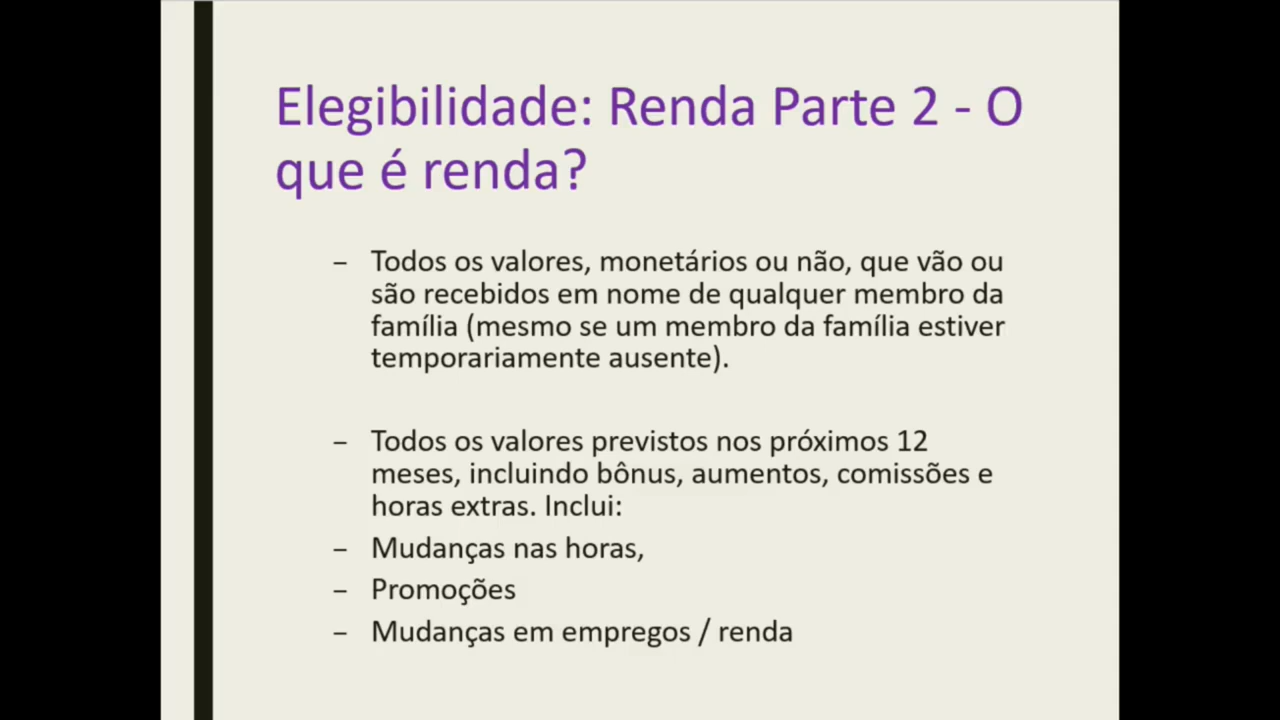 Elegibilidade: Renda Parte 2 - O
que é renda?
– Todos os valores, monetários ou não, que vão ou
são recebidos em nome de qualquer membro da
família (mesmo se um membro da família estiver
temporariamente ausente).
– Todos os valores previstos nos próximos 12
meses, incluindo bônus, aumentos, comissões e
horas extras. Inclui:
– Mudanças nas horas,
– Promoções
– Mudanças em empregos / renda